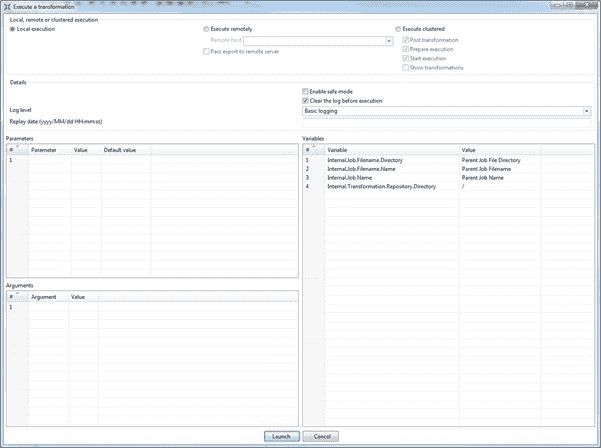 Execute a transformation
Local, remote or clustered execution
Local execution
Execute remotely
Execute clustered
Remote host
Post transformation
Pass export to remote server
Prepare execution
Start execution
Show transformations
Details
Enable safe mode
Clear the log before execution
Log level
Basic logging
Replay date (yyyy/MM/dd HH:mm:ss)
Parameters
# Parameter Value Default value
1
Variables
# Variable Value
1 Internal.Job.Filename.Directory Parent Job File Directory
2 Internal.Job.Filename.Name Parent Job Filename
3 Internal.Job.Name Parent Job Name
4 Internal.Transformation.Repository.Directory /
Arguments
# Argument Value
1
Launch
Cancel